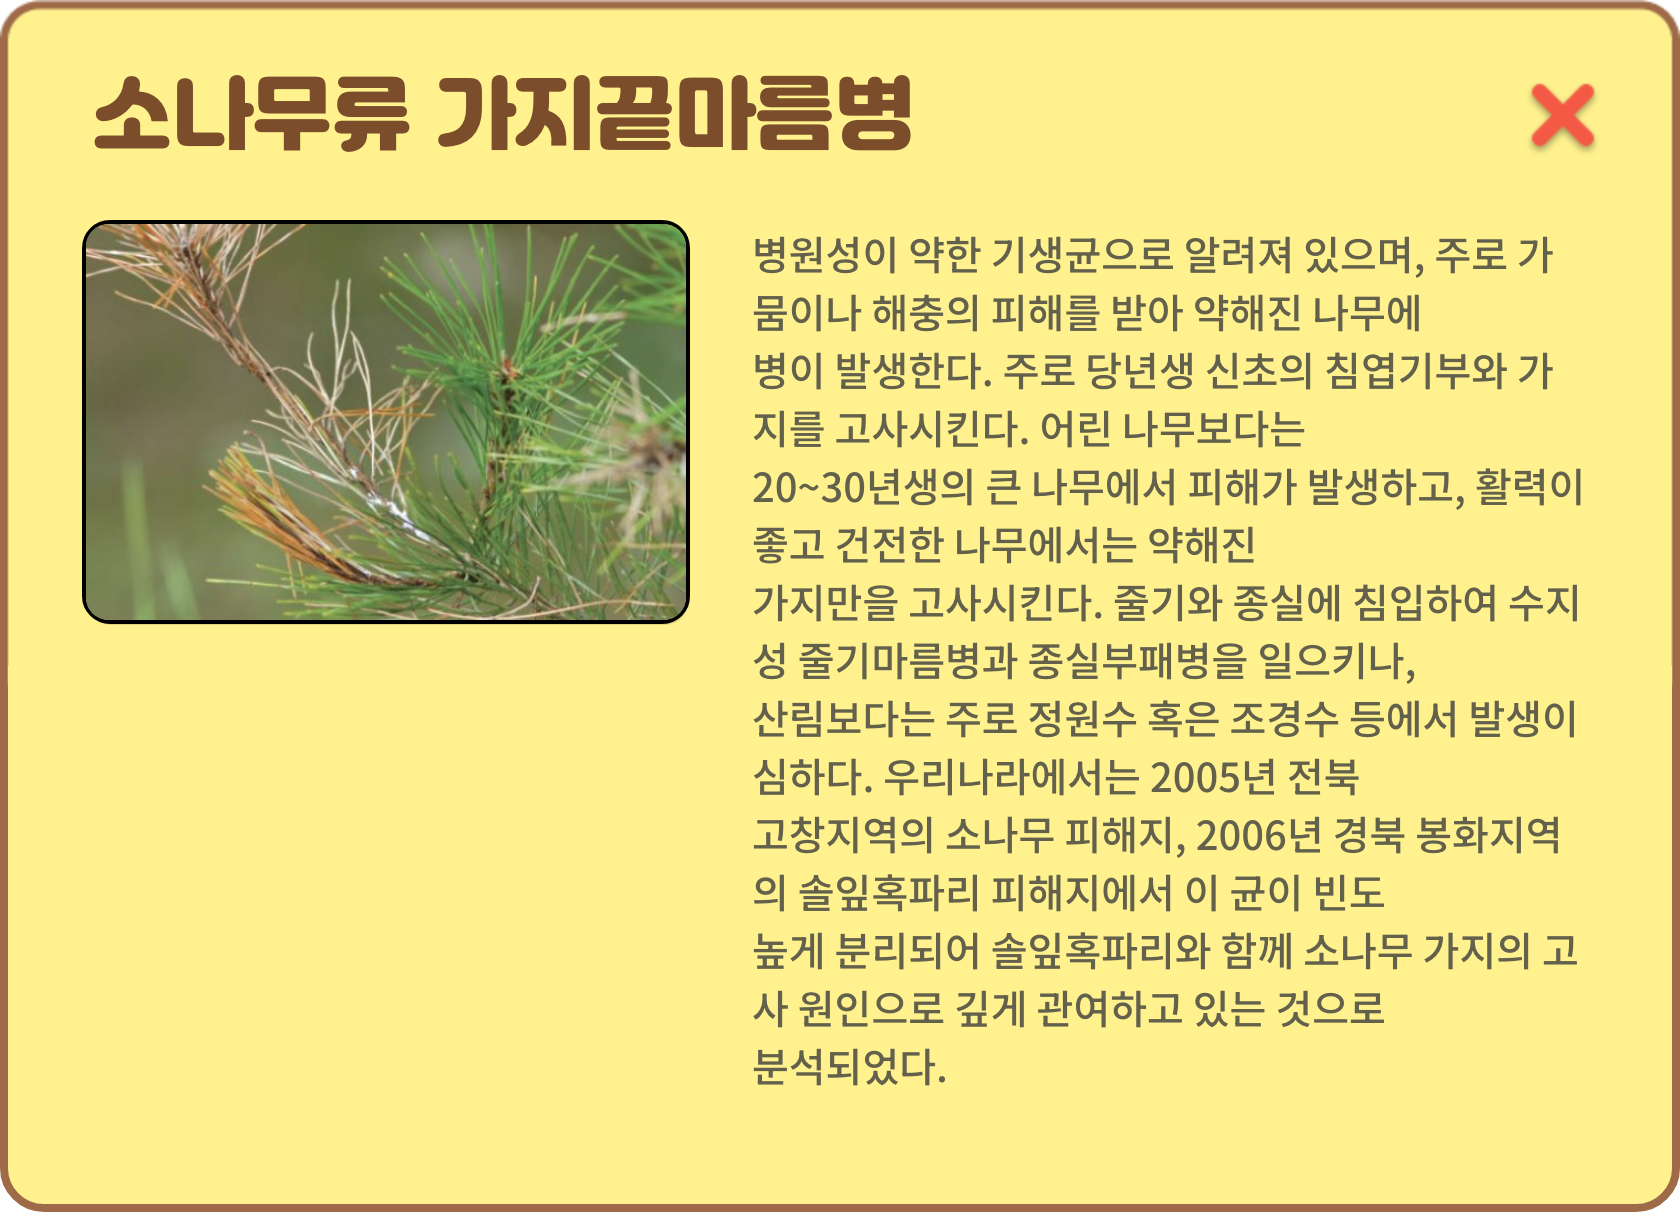 소나무류 가지끝마름병
병원성이 약한 기생균으로 알려져 있으며, 주로 가
뭄이나 해충의 피해를 받아 약해진 나무에
병이 발생한다. 주로 당년생 신초의 침엽기부와 가
지를 고사시킨다. 어린 나무보다는
20~30년생의 큰 나무에서 피해가 발생하고, 활력이
좋고 건전한 나무에서는 약해진
가지만을 고사시킨다. 줄기와 종실에 침입하여 수지
성 줄기마름병과 종실부패병을 일으키나,
산림보다는 주로 정원수 혹은 조경수 등에서 발생이
심하다. 우리나라에서는 2005년 전북
고창지역의 소나무 피해지, 2006년 경북 봉화지역
의 솔잎혹파리 피해지에서 이 균이 빈도
높게 분리되어 솔잎혹파리와 함께 소나무 가지의 고
사 원인으로 깊게 관여하고 있는 것으로
분석되었다.